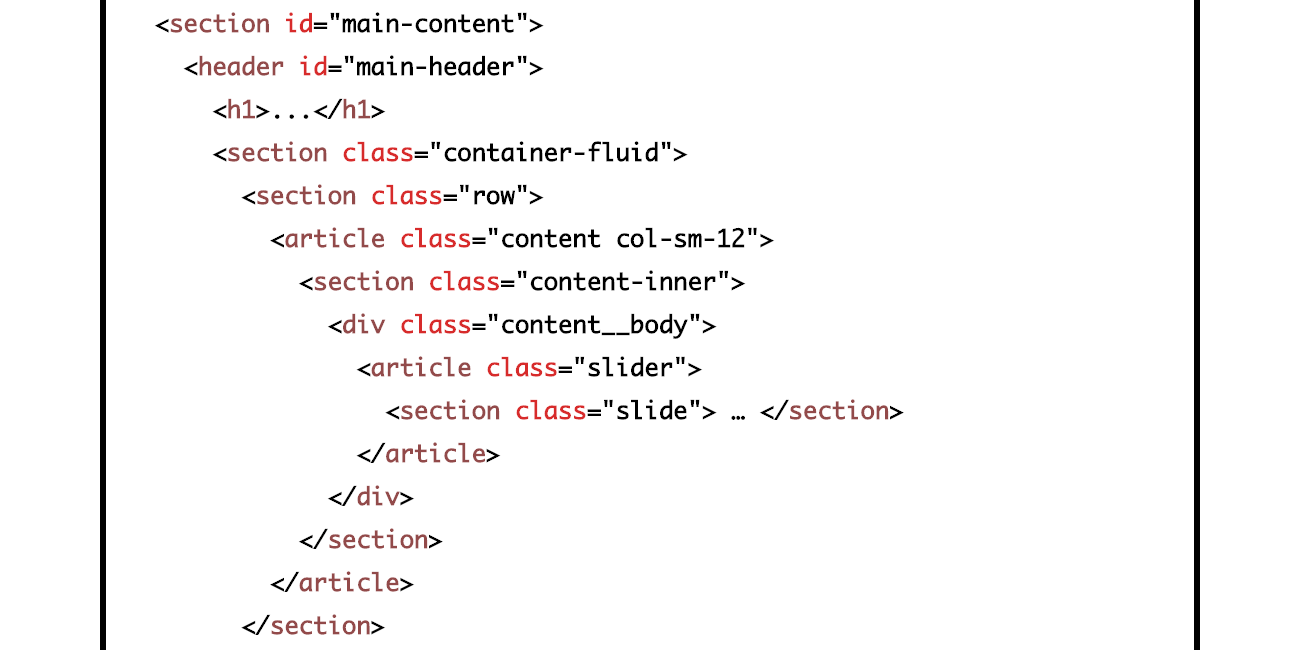 <section id="main-content">
<header id="main-header">
<h1>...</h1>
<section class="container-fluid">
<section class="row">
<article class="content col-sm-12">
<section class="content-inner">
<div class="content__body">
<article class="slider">
<section class="slide"> … </section>
</article>
</div>
</section>
</article>
</section>